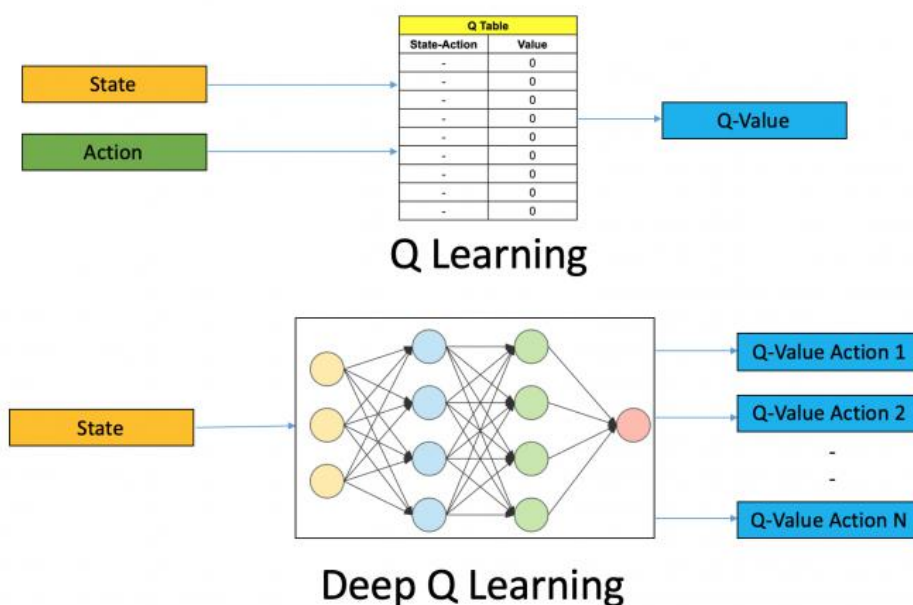 Q Table
State-Action Value
- 0
- 0
State
- 0
- 0
Q-Value
- 0
Action
- 0
- 0
- 0
- 0
Q Learning
Q-Value Action 1
State
Q-Value Action 2
-
-
Q-Value Action N
Deep Q Learning